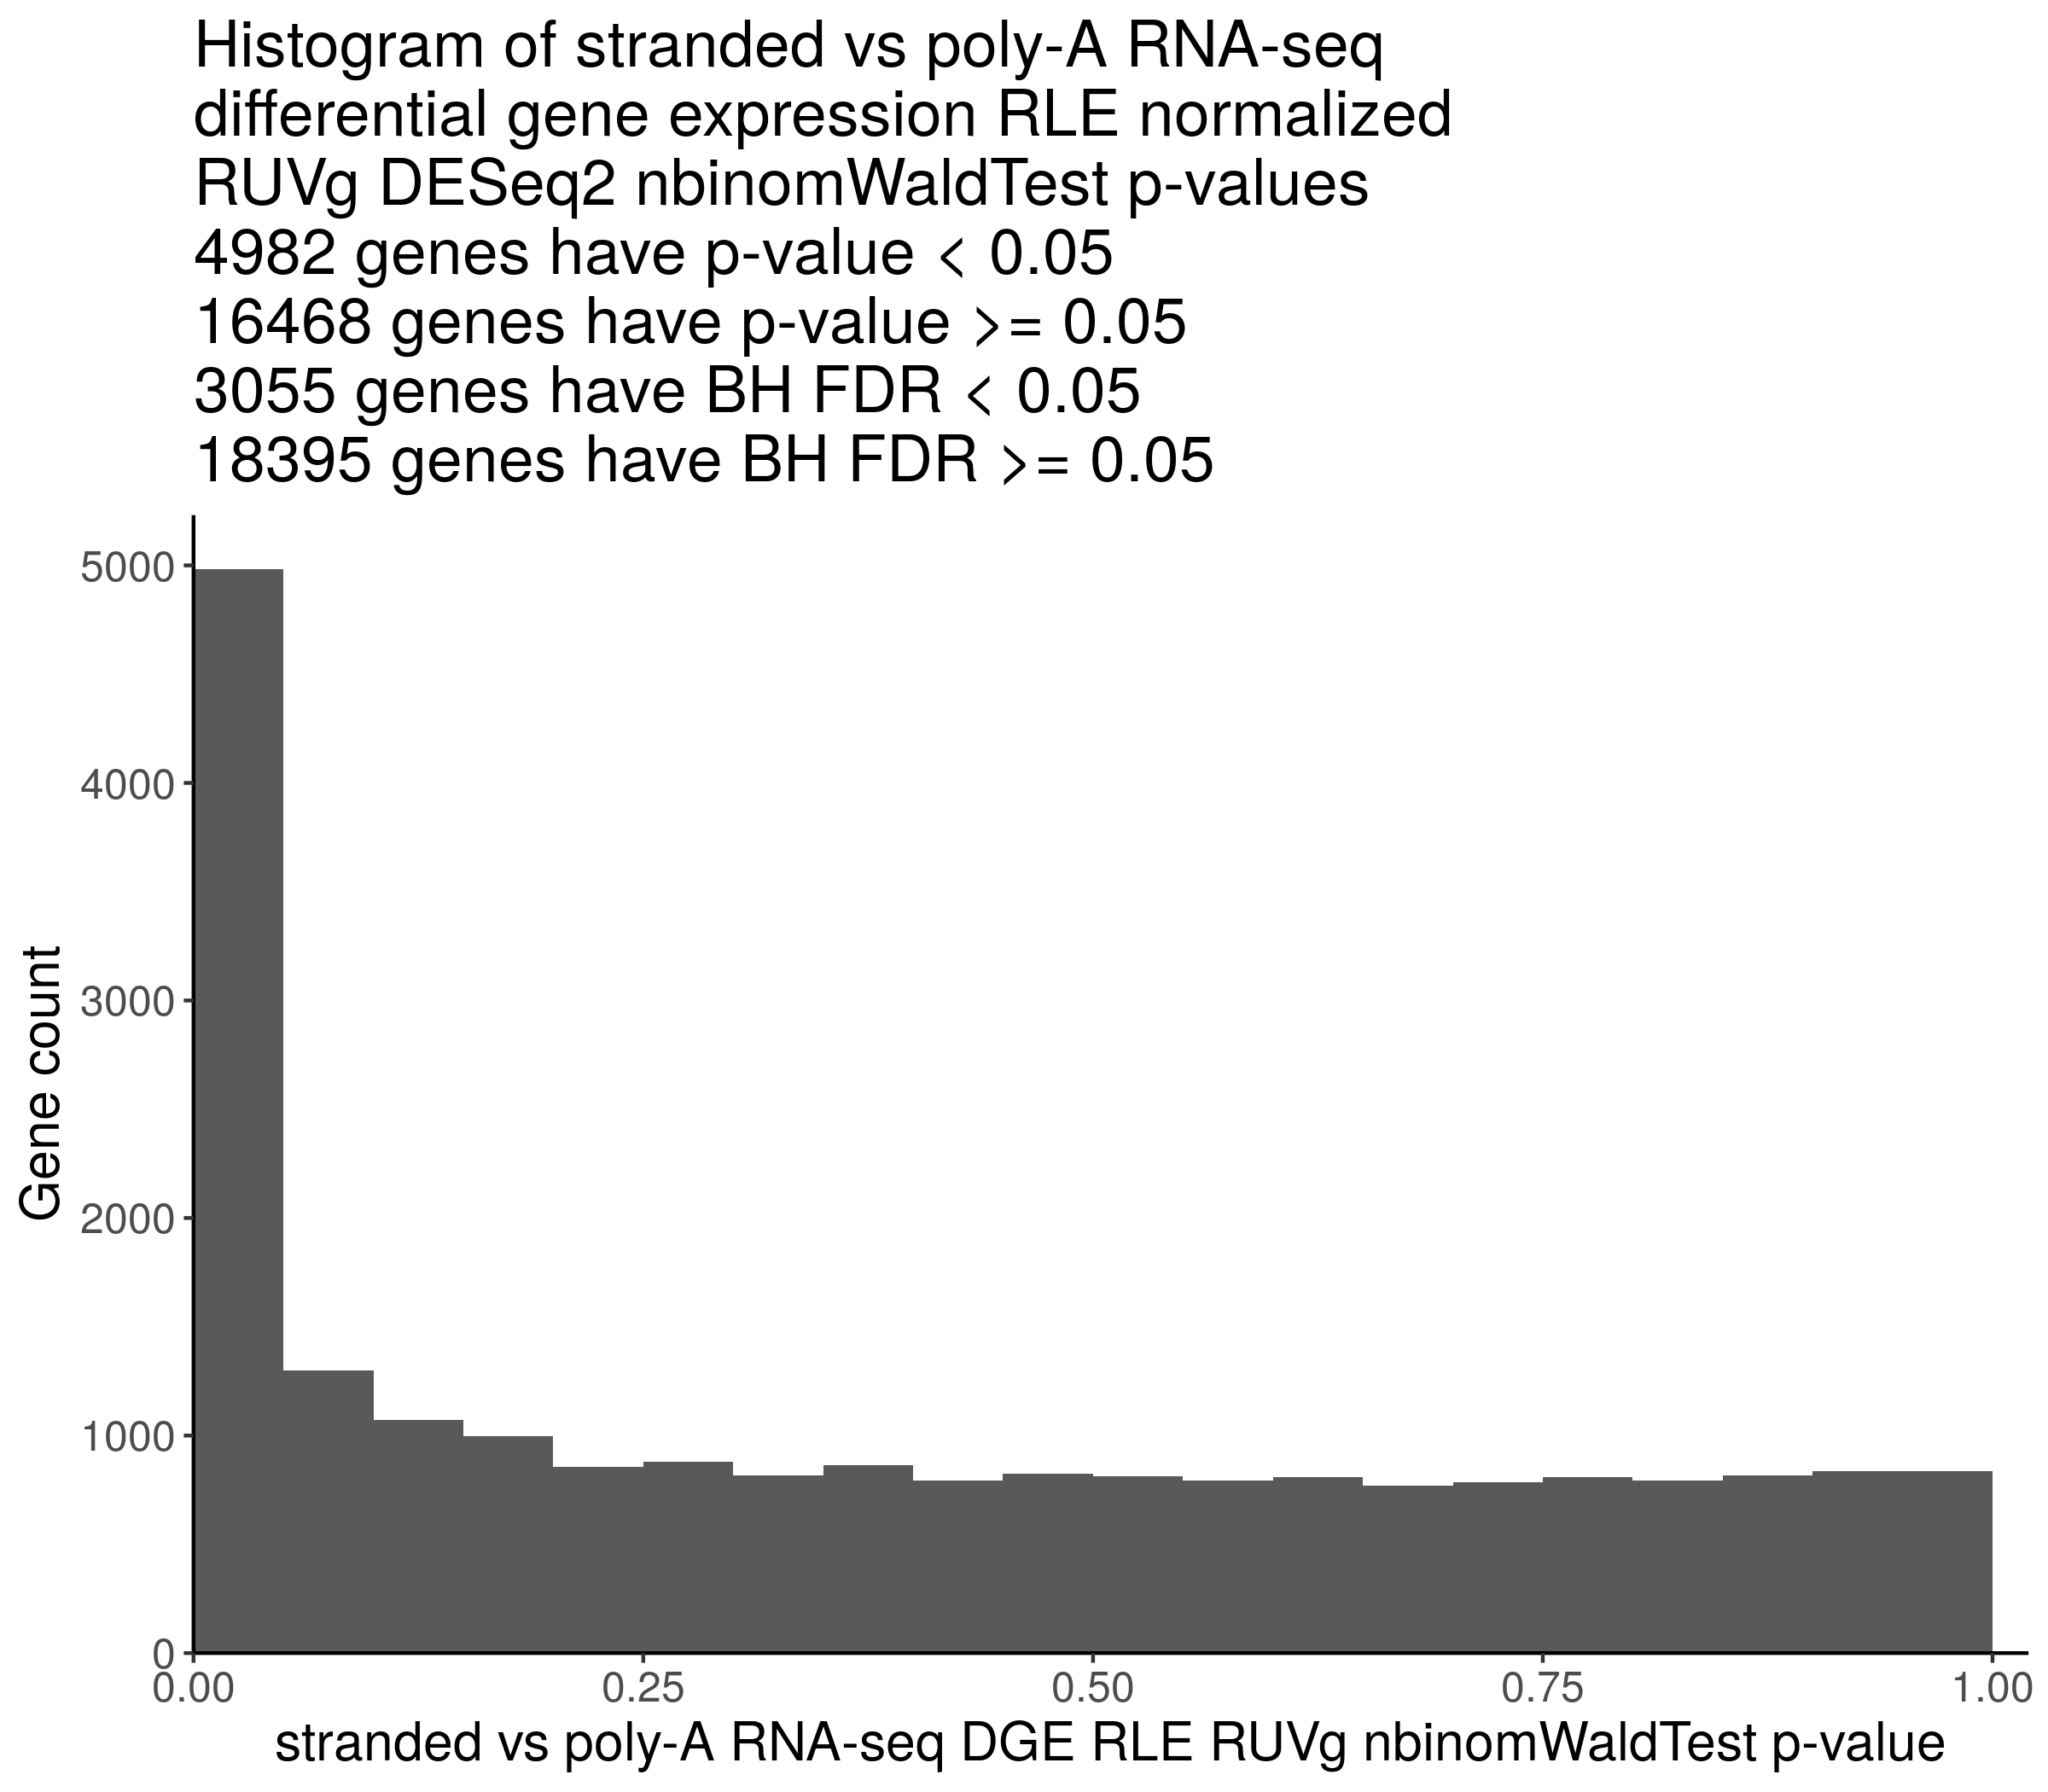 Histogram of stranded vs poly-A RNA-seq
differential gene expression RLE normalized
RUVg DESeq2 nbinomWaldTest p-values
4982 genes have p-value < 0.05
16468 genes have p-value >= 0.05
3055 genes have BH FDR < 0.05
18395 genes have BH FDR >= 0.05
5000
4000
3000
2000
1000
0
Gene count
0.00 0.25 0.50 0.75 1.00
stranded vs poly-A RNA-seq DGE RLE RUVg nbinomWaldTest p-value